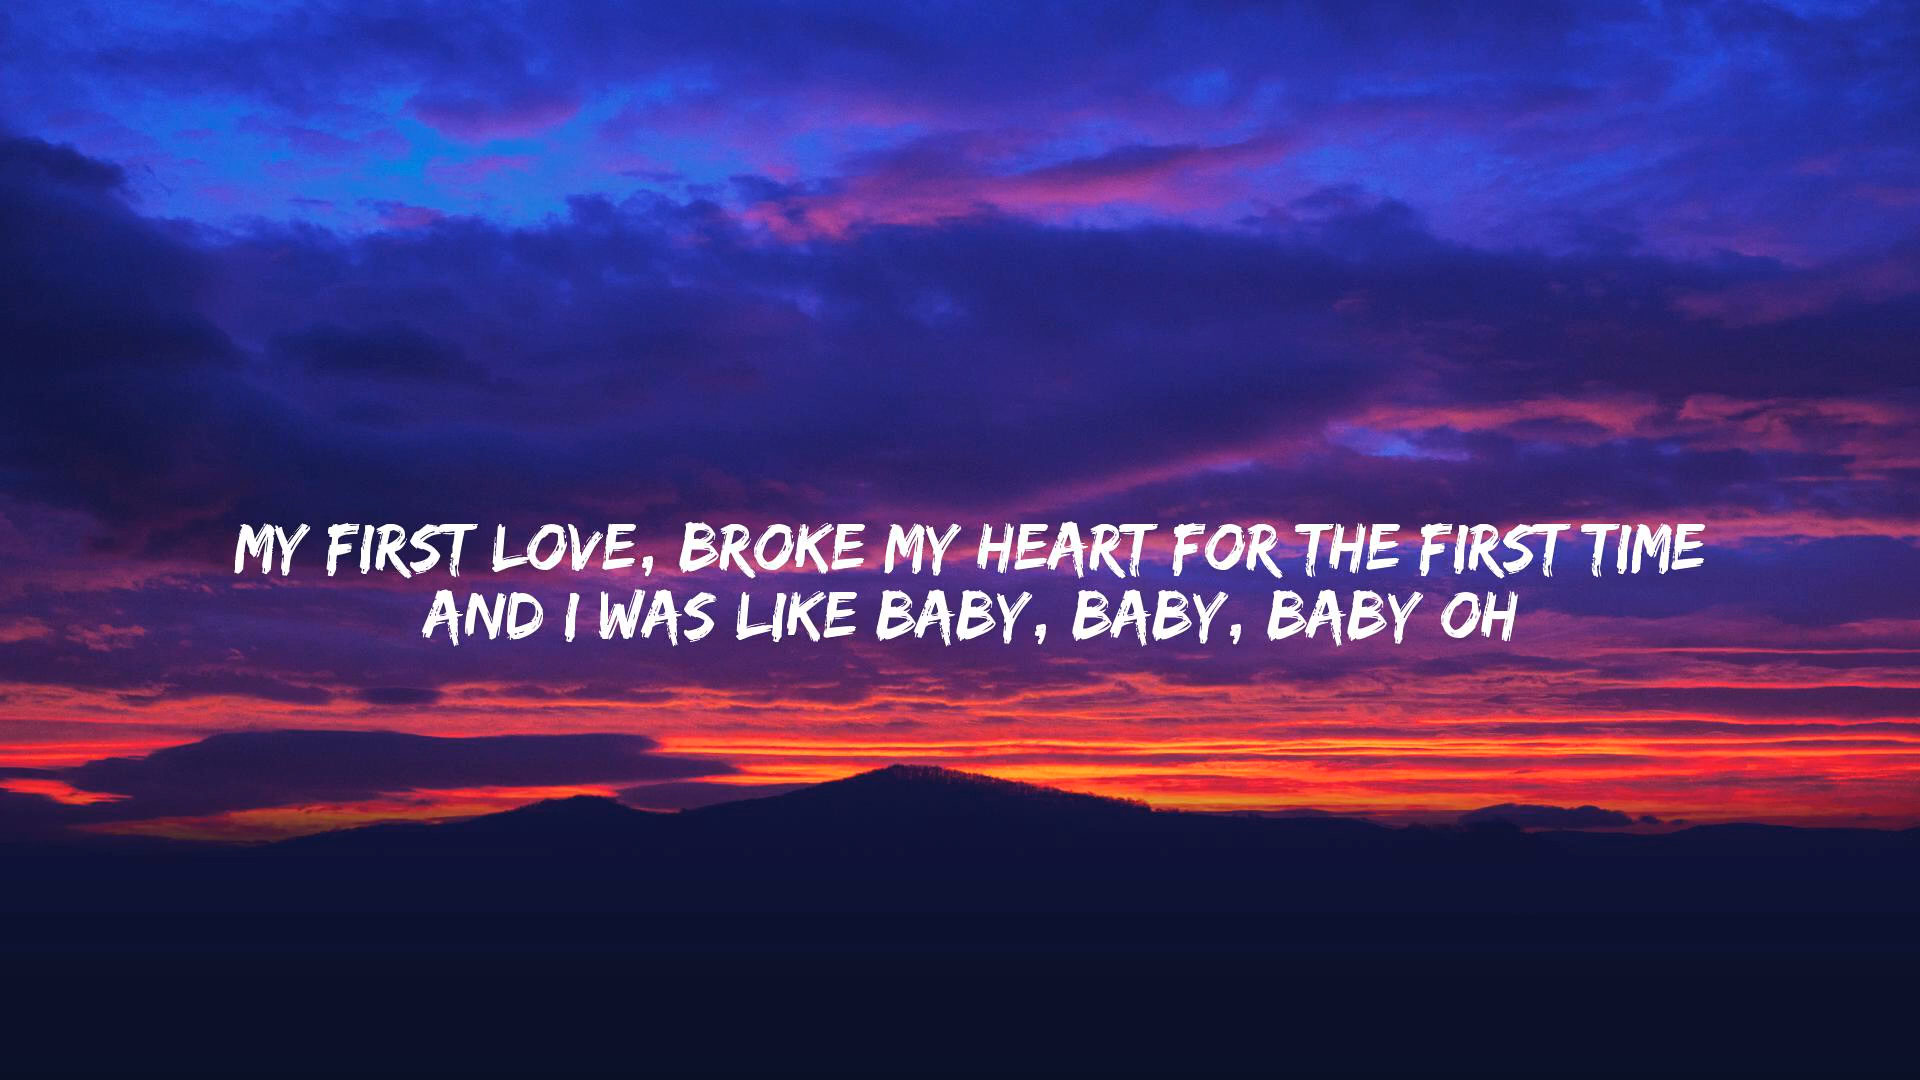 MY FIRST LOVE, BROKE MY HEART FOR THE FIRST TIME
AND I WAS LIKE BABY, BABY, BABY OH